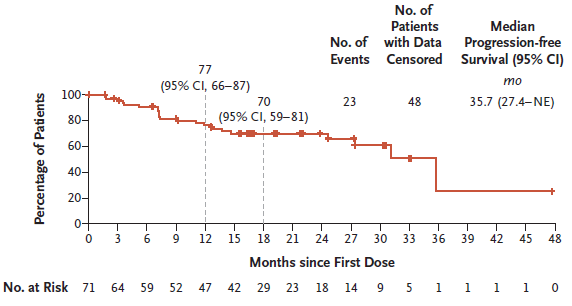 No. of
No. of Patients Median
No. of with Data Progression-free
Events Censored Survival (95% CI)
mo
23 48 35.7 (27.4–NE)
77
(95% CI, 66–87)
70
(95% CI, 59–81)
Percentage of Patients
100
80
60
40
20
0
0 3 6 9 12 15 18 21 24 27 30 33 36 39 42 45 48
Months since First Dose
No. at Risk 71 64 59 52 47 42 29 23 18 14 9 5 1 1 1 1 0